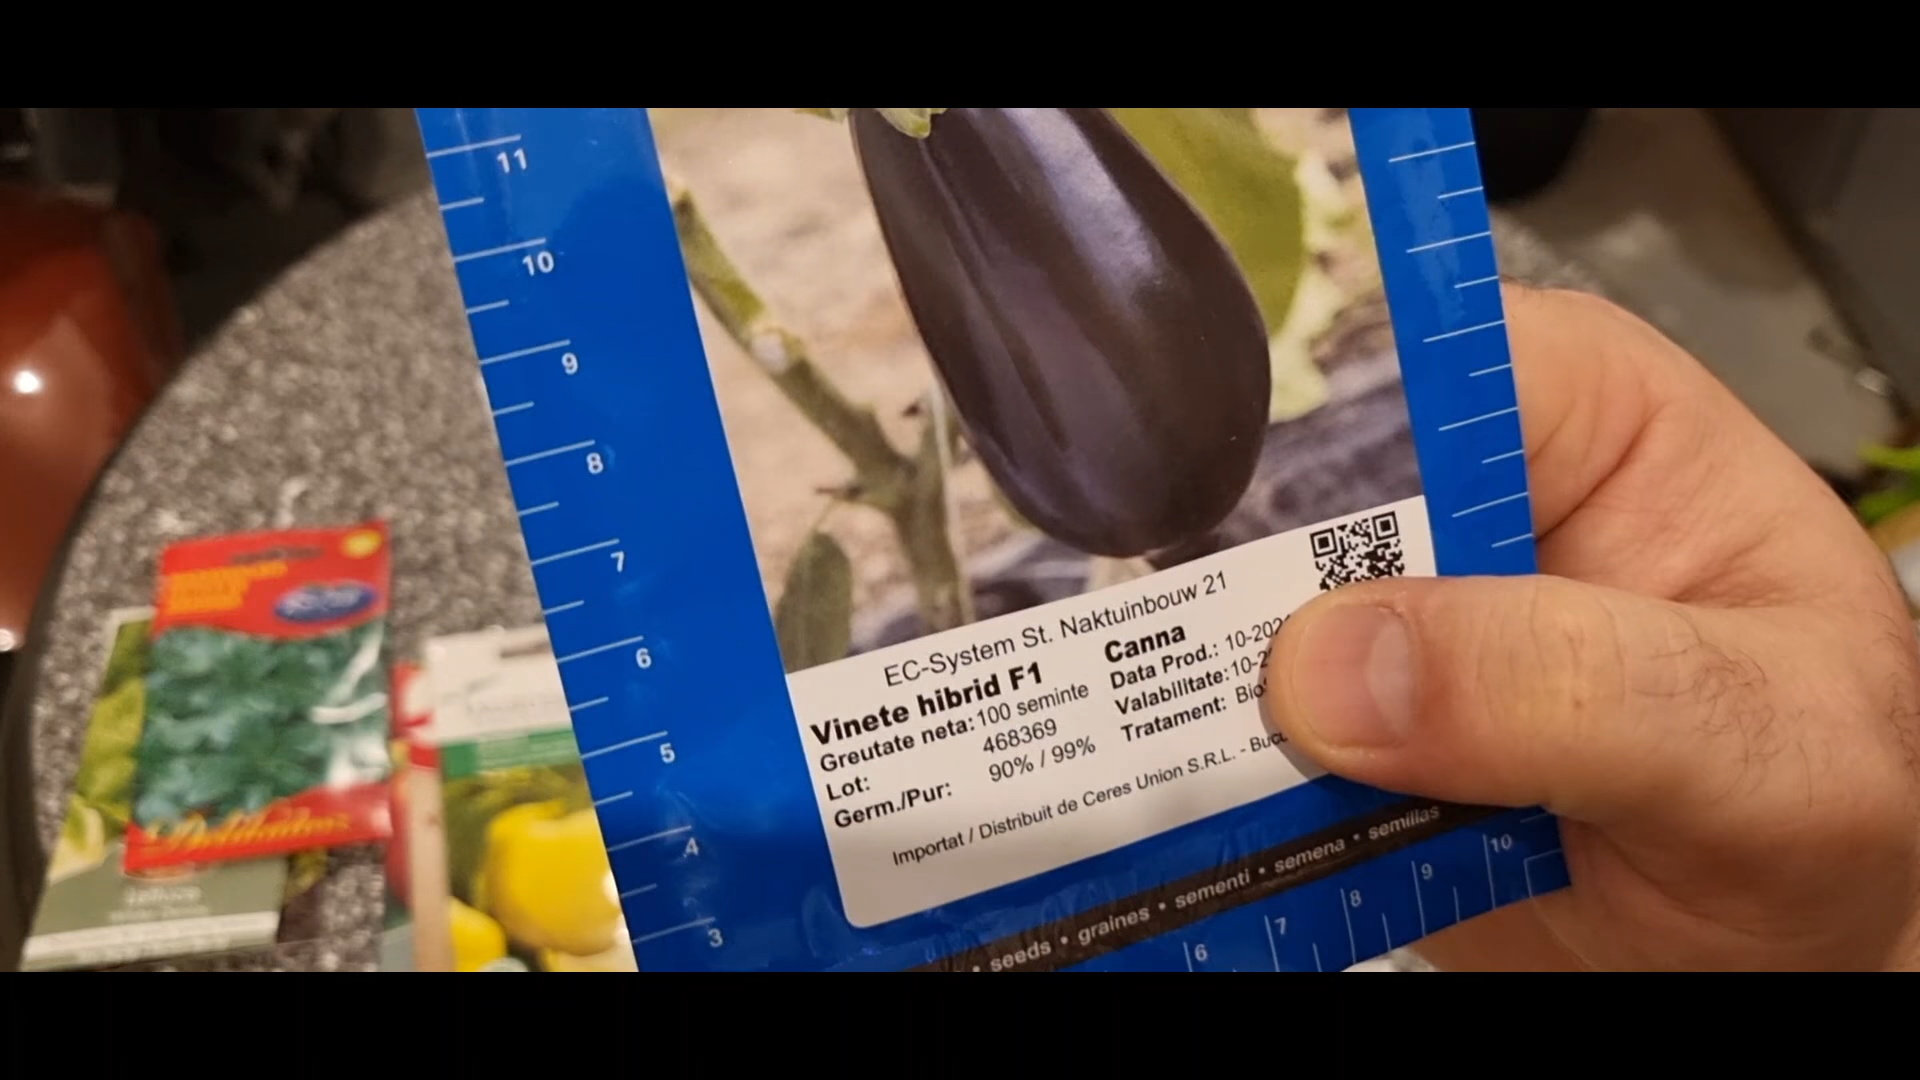 11
10
9
8
7
6
5
4
3
EC-System St. Naktuinbouw 21
Vinete hibrid F1
Greutate neta: 100 seminte
Lot: 468369
Germ./Pur: 90% / 99%
Canna
Data Prod.: 10-202
Valabilitate: 10-2
Tratament:
Importat / Distribuit de Ceres Union S.R.L. -
seeds • graines • sementi • semena • semillas
6 7 8 9 10
Delikatess